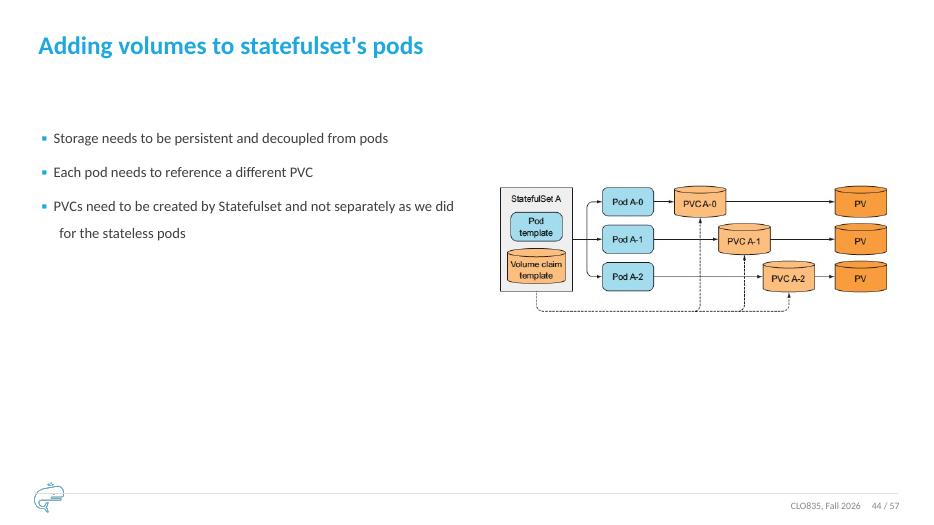 Adding volumes to statefulset's pods
▪ Storage needs to be persistent and decoupled from pods
▪ Each pod needs to reference a different PVC
▪ PVCs need to be created by Statefulset and not separately as we did
for the stateless pods
StatefulSet A
Pod
template
Volume claim
template
Pod A-0
PVC A-0
PV
Pod A-1
PVC A-1
PV
Pod A-2
PVC A-2
PV
CLO835, Fall 2026 44 / 57